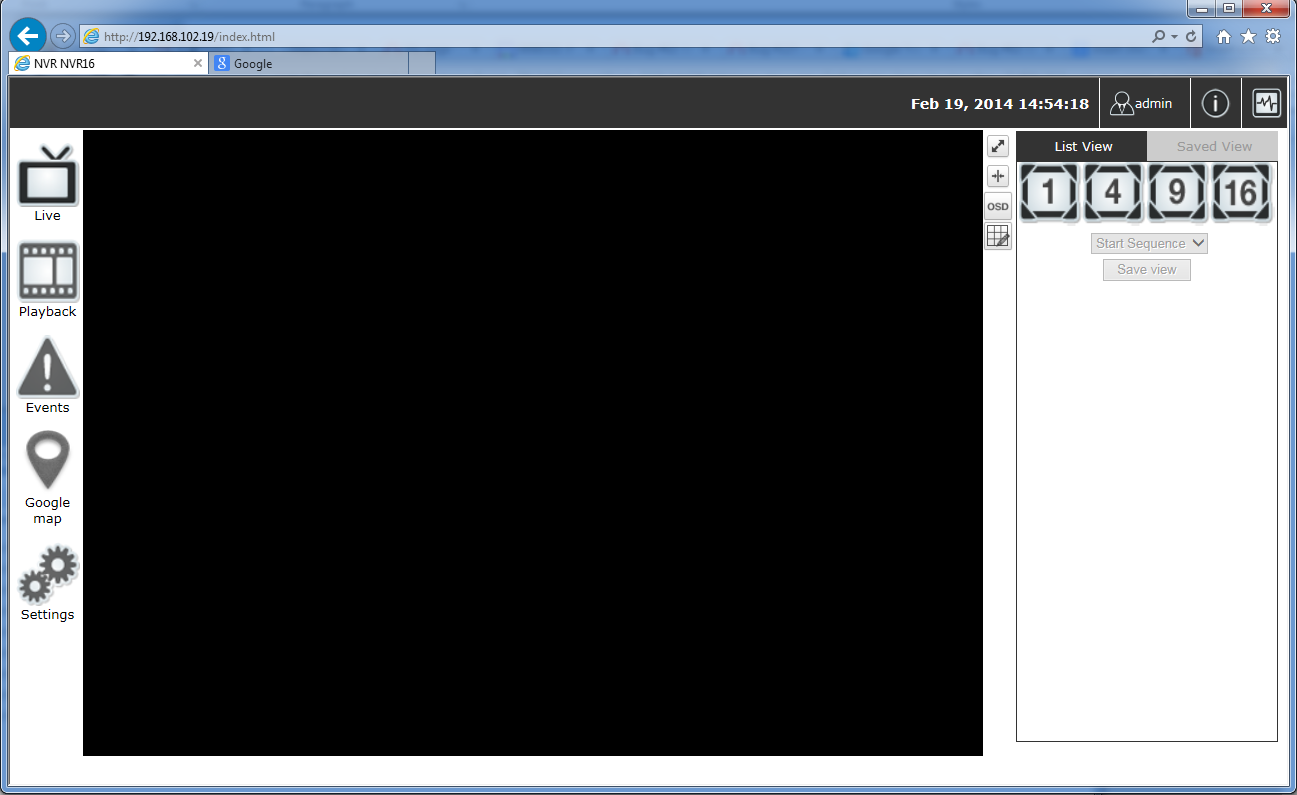 http://192.168.102.19/index.html
NVR NVR16
8 Google
Feb 19, 2014 14:54:18
admin
i
Live
Playback
Events
Google
map
Settings
OSD
List View
Saved View
1 4 9 16
Start Sequence
Save view